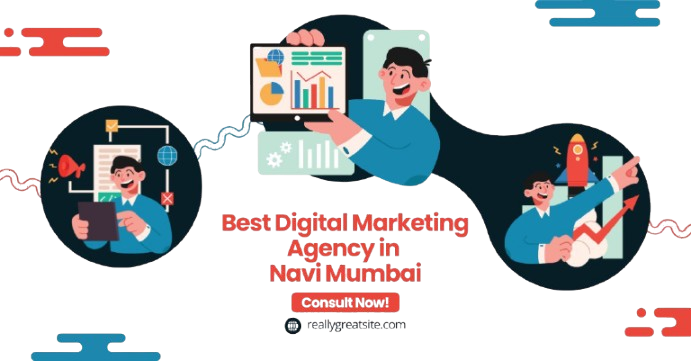 Best Digital Marketing
Agency in
Navi Mumbai
Consult Now!
reallygreatsite.com